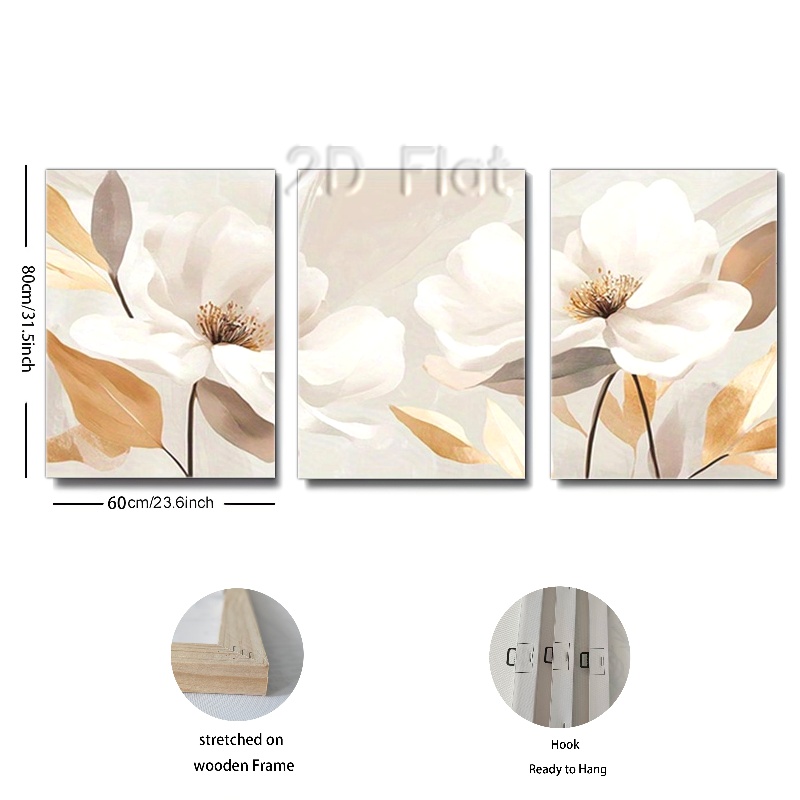 2D Flat
80cm/31.5inch
60cm/23.6inch
stretched on
wooden Frame
Hook
Ready to Hang